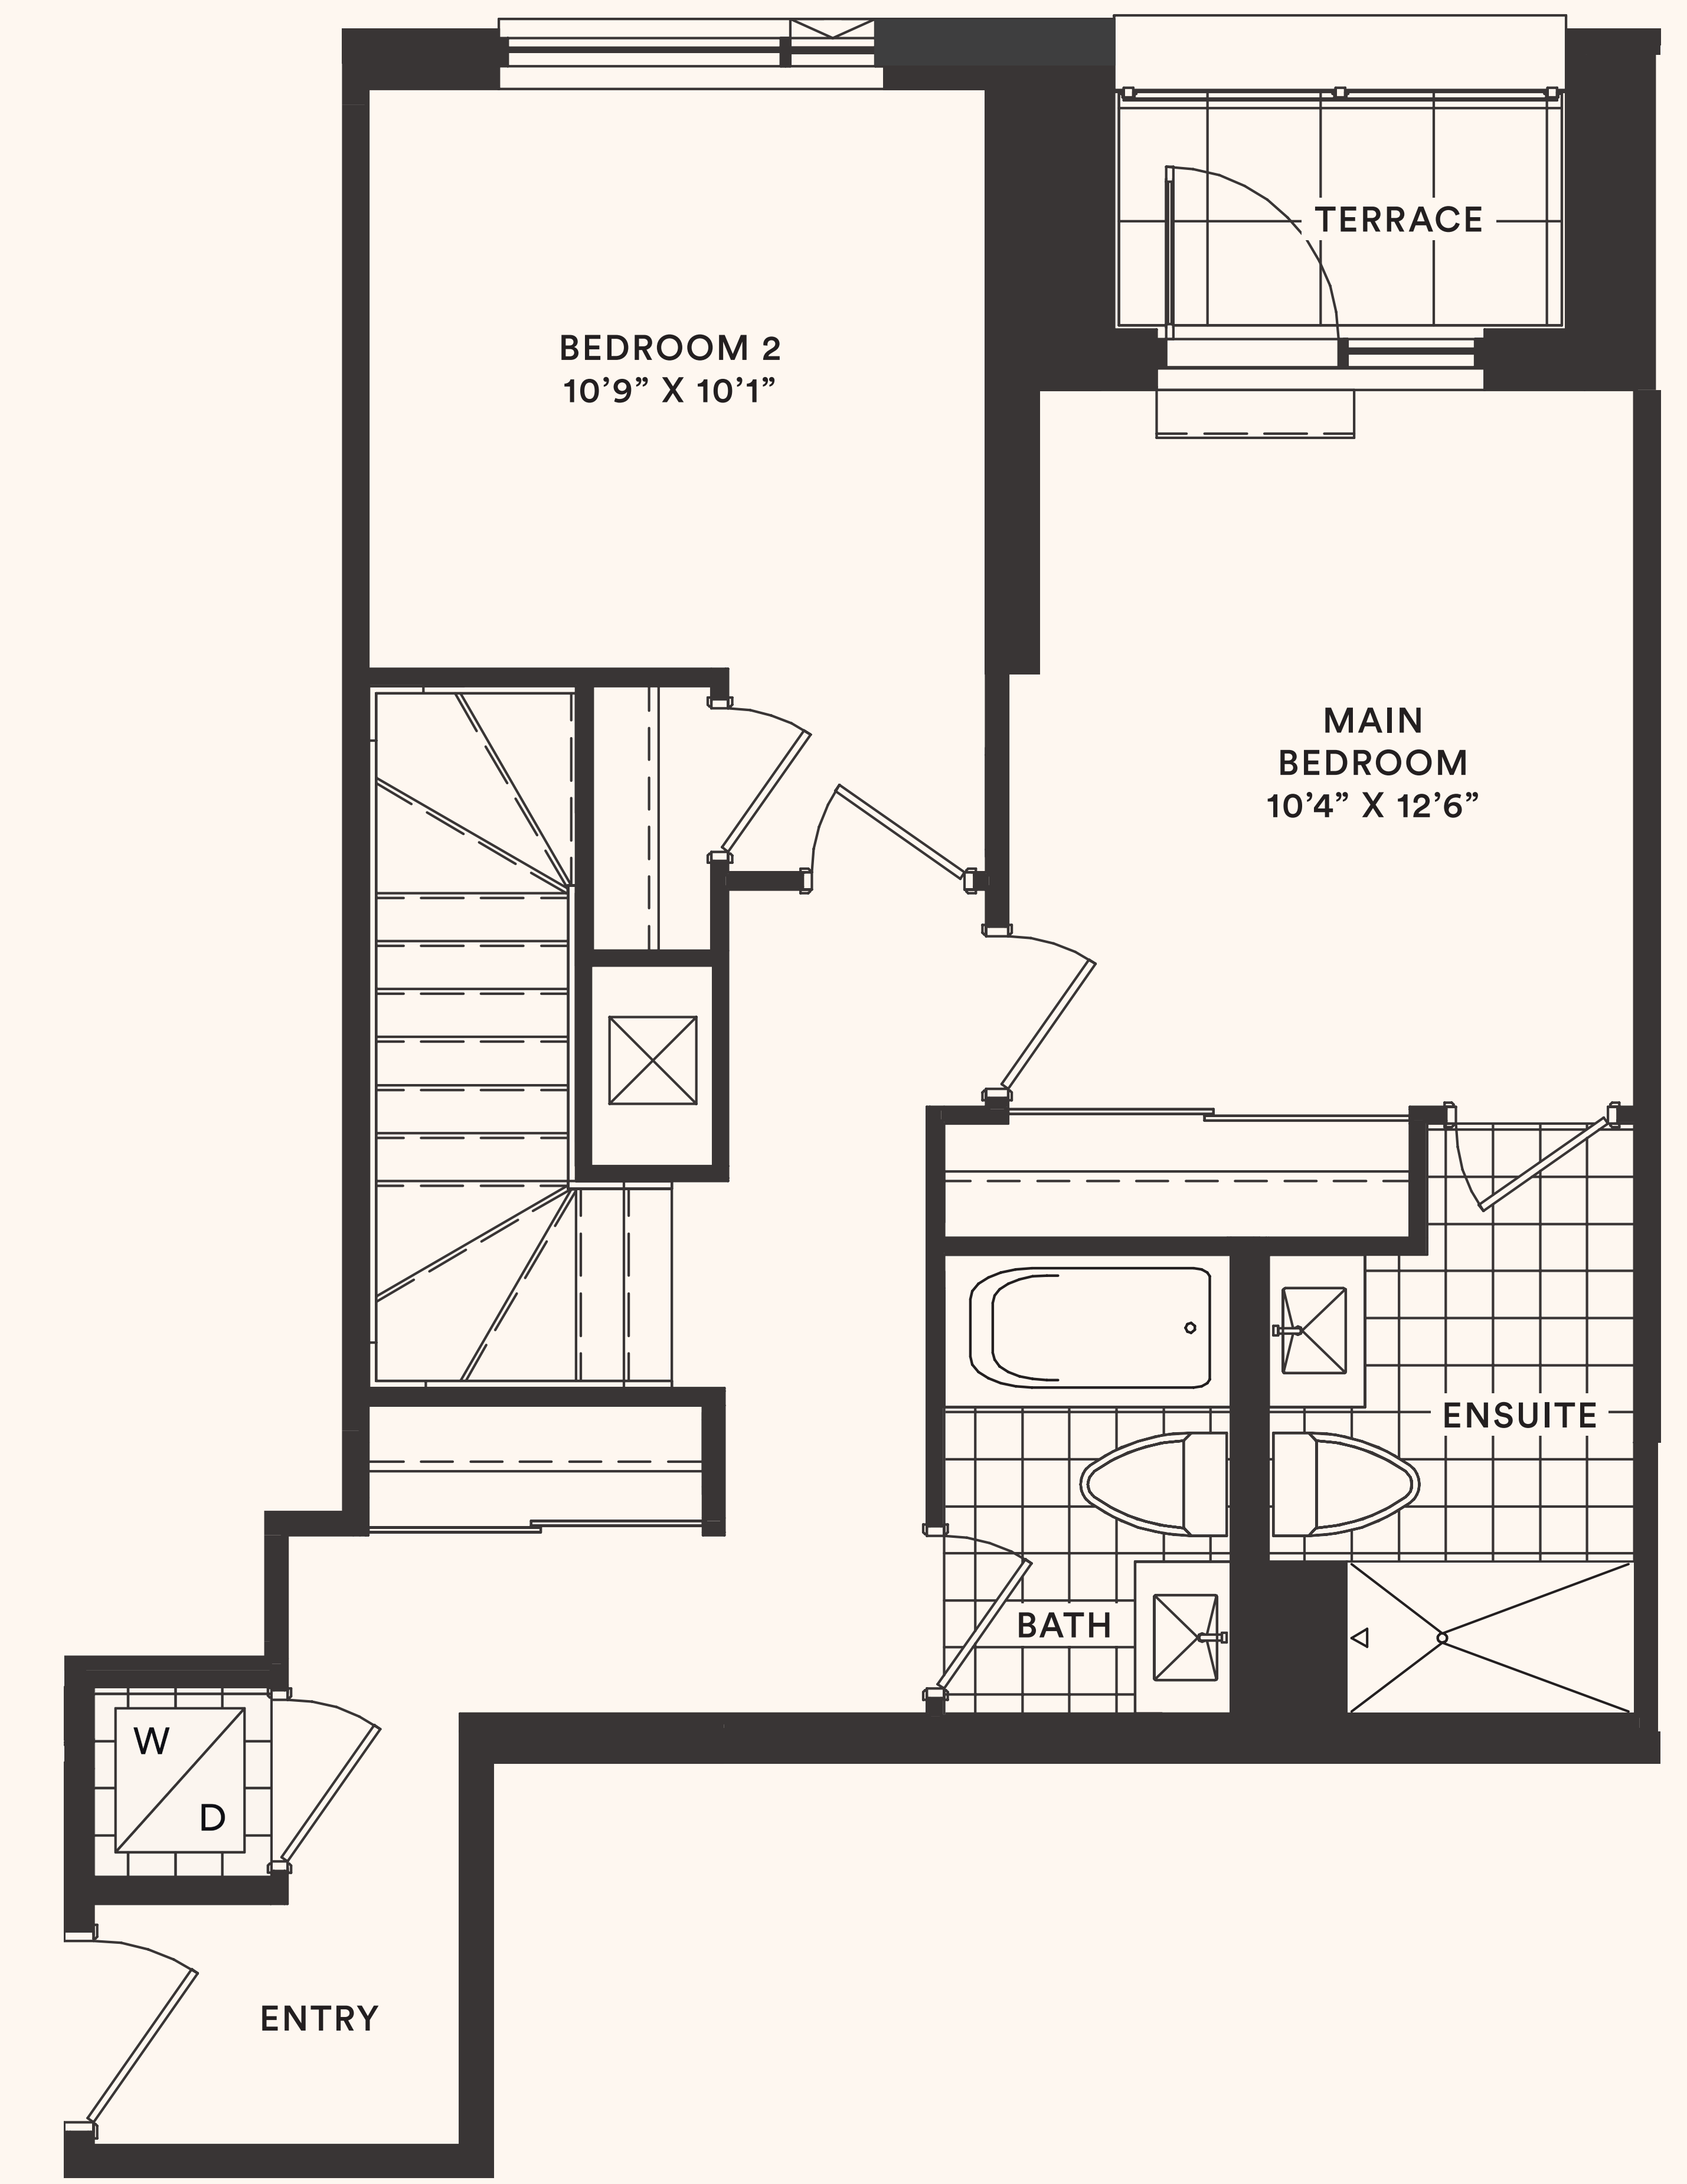 TERRACE
BEDROOM 2
10’9” X 10’1”
MAIN
BEDROOM
10’4” X 12’6”
ENSUITE
BATH
W
D
ENTRY